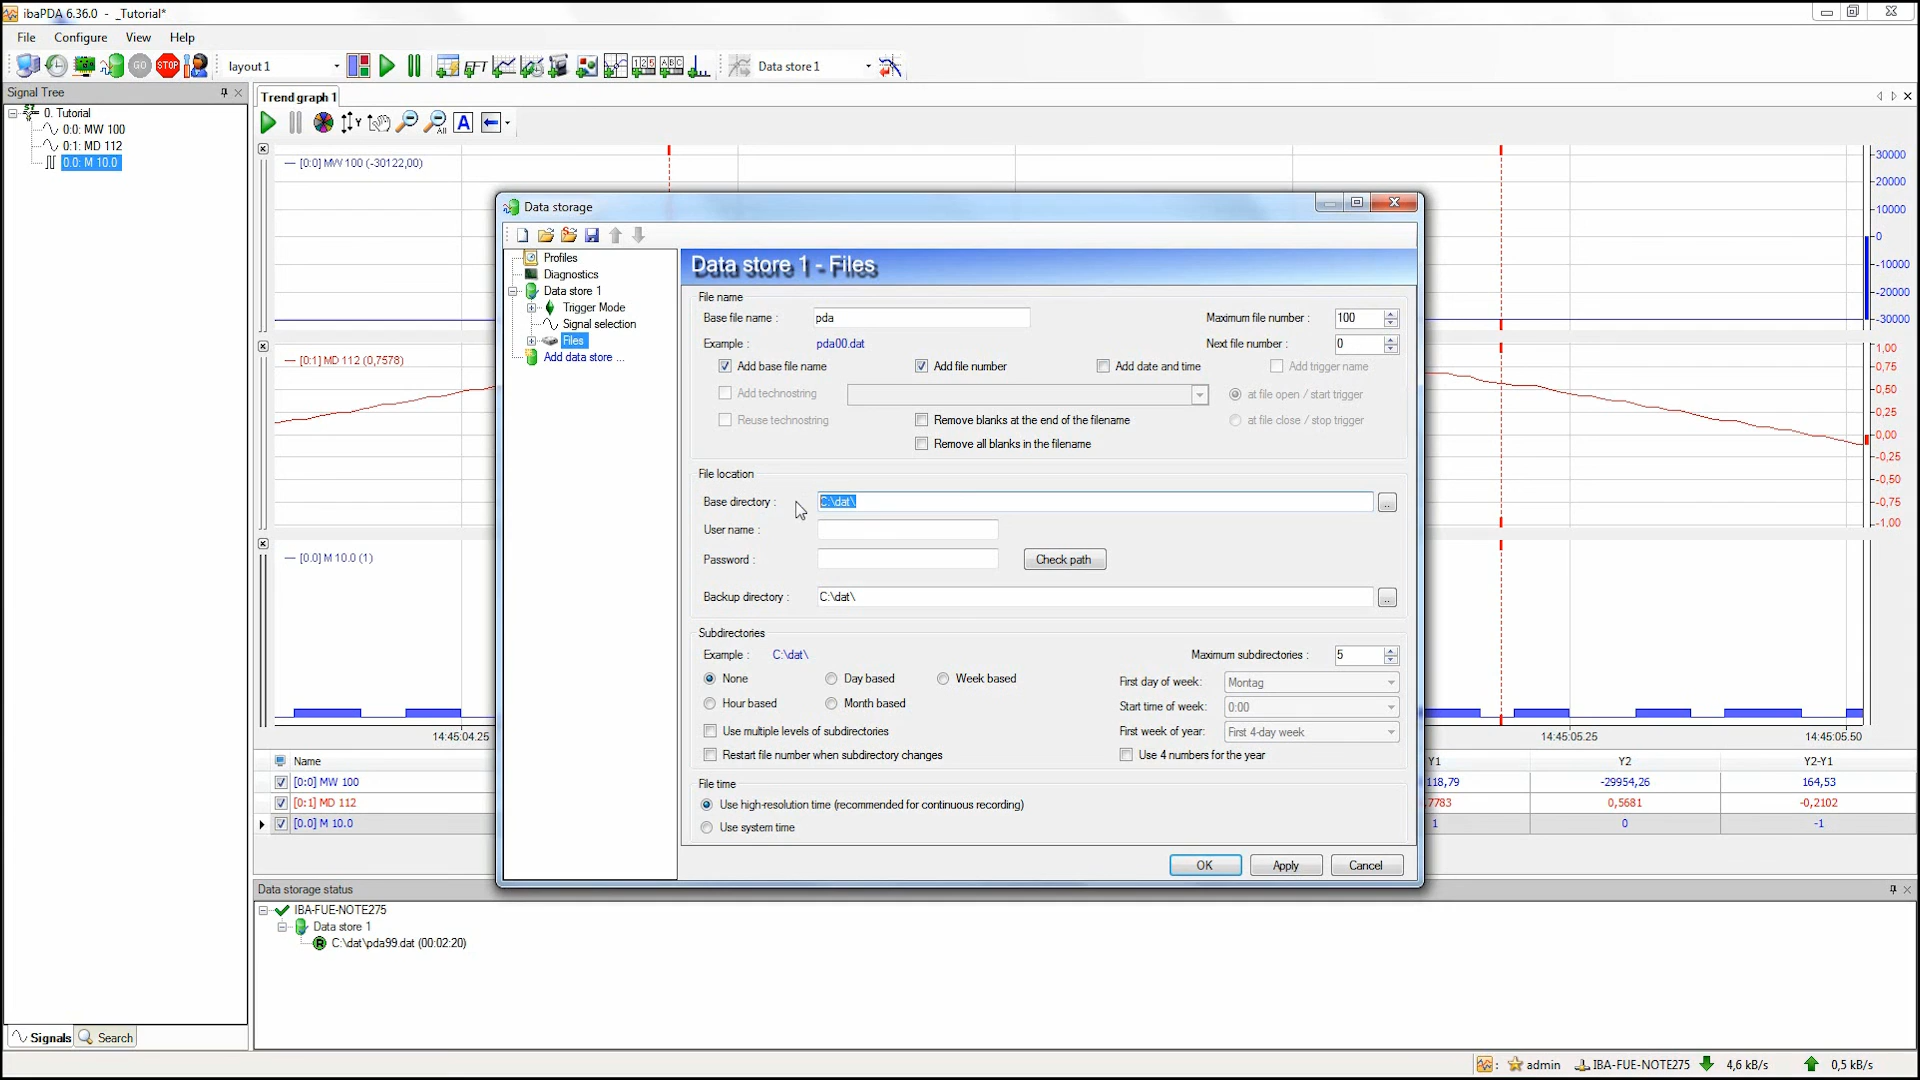 ibaPDA 6.36.0 - _Tutorial*
File Configure View Help
GO STOP layout 1 FFT Data store 1
Signal Tree
0. Tutorial
0:0: MW 100
0:1: MD 112
0.0: M 10.0
Trend graph 1
Y All A
[0:0] MW 100 (-30122,00)
30000
20000
10000
0
-10000
-20000
-30000
[0:1] MD 112 (0,7578)
1,00
0,75
0,50
0,25
0,00
-0,25
-0,50
-0,75
-1,00
[0.0] M 10.0 (1)
14:45:04.25 14:45:05.25 14:45:05.50
Name Y1 Y2 Y2-Y1
[0:0] MW 100 118,79 -29954,26 164,53
[0:1] MD 112 7783 0,5681 -0,2102
[0.0] M 10.0 1 0 -1
Data storage
Profiles
Diagnostics
Data store 1
Trigger Mode
Signal selection
Files
Add data store ...
Data store 1 - Files
File name
Base file name : pda Maximum file number : 100
Example : pda00.dat Next file number : 0
Add base file name Add file number Add date and time Add trigger name
Add technostring at file open / start trigger
Reuse technostring Remove blanks at the end of the filename at file close / stop trigger
Remove all blanks in the filename
File location
Base directory : C:\dat\ ...
User name :
Password : Check path
Backup directory : C:\dat\ ...
Subdirectories
Example : C:\dat\ Maximum subdirectories : 5
None Day based Week based First day of week: Montag
Hour based Month based Start time of week: 0:00
Use multiple levels of subdirectories First week of year: First 4-day week
Restart file number when subdirectory changes Use 4 numbers for the year
File time
Use high-resolution time (recommended for continuous recording)
Use system time
OK Apply Cancel
Data storage status
IBA-FUE-NOTE275
Data store 1
C:\dat\pda99.dat (00:02:20)
Signals Search
: admin IBA-FUE-NOTE275 4,6 kB/s 0,5 kB/s